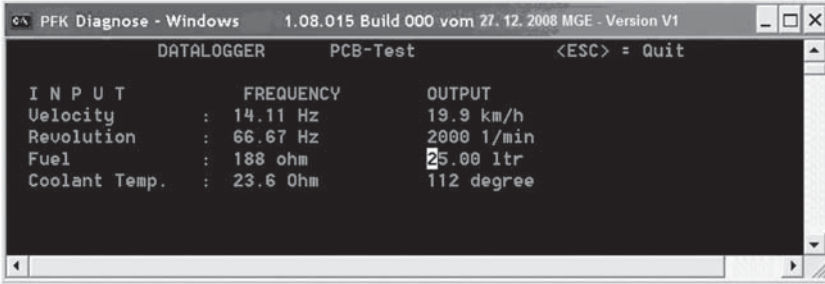 PFK Diagnose - Windows 1.08.015 Build 000 vom 27. 12. 2008 MGE - Version V1
DATALOGGER PCB-Test <ESC> = Quit
I N P U T FREQUENCY OUTPUT
Velocity : 14.11 Hz 19.9 km/h
Revolution : 66.67 Hz 2000 1/min
Fuel : 188 ohm 25.00 ltr
Coolant Temp. : 23.6 Ohm 112 degree